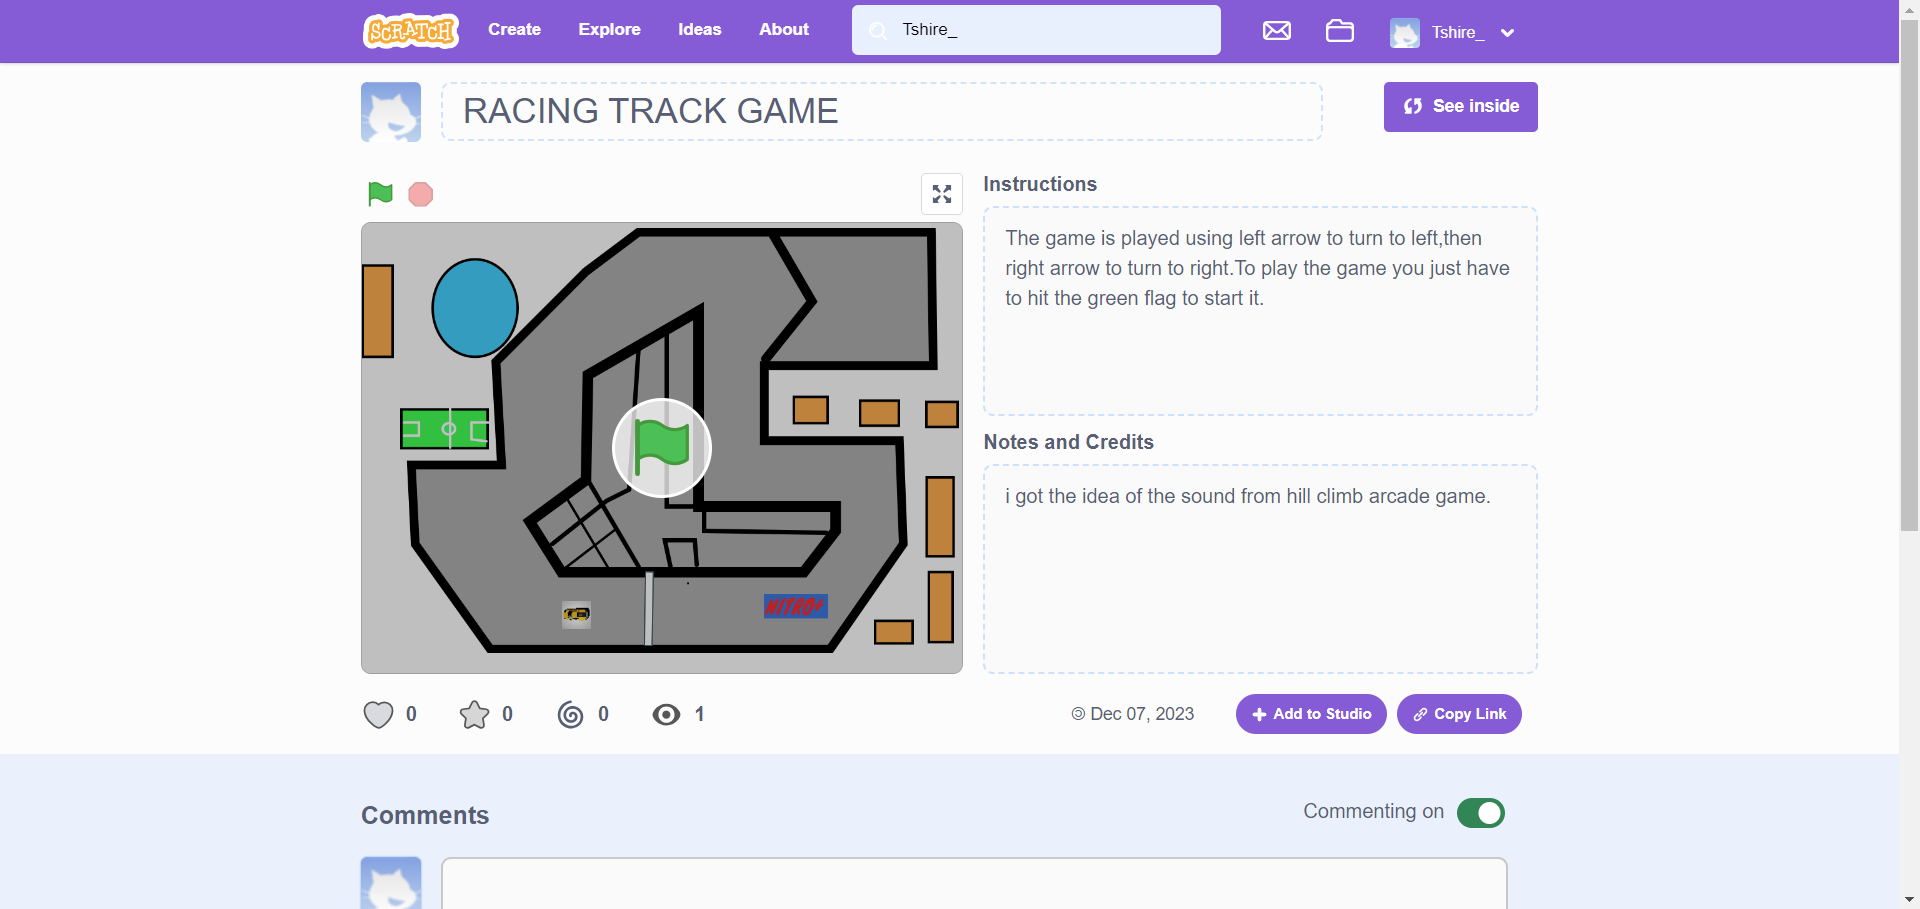 SCRATCH
Create
Explore
Ideas
About
Tshire_
Tshire_
RACING TRACK GAME
See inside
Instructions
The game is played using left arrow to turn to left,then
right arrow to turn to right.To play the game you just have
to hit the green flag to start it.
Notes and Credits
i got the idea of the sound from hill climb arcade game.
NITRO+
0
0
0
1
© Dec 07, 2023
Add to Studio
Copy Link
Comments
Commenting on